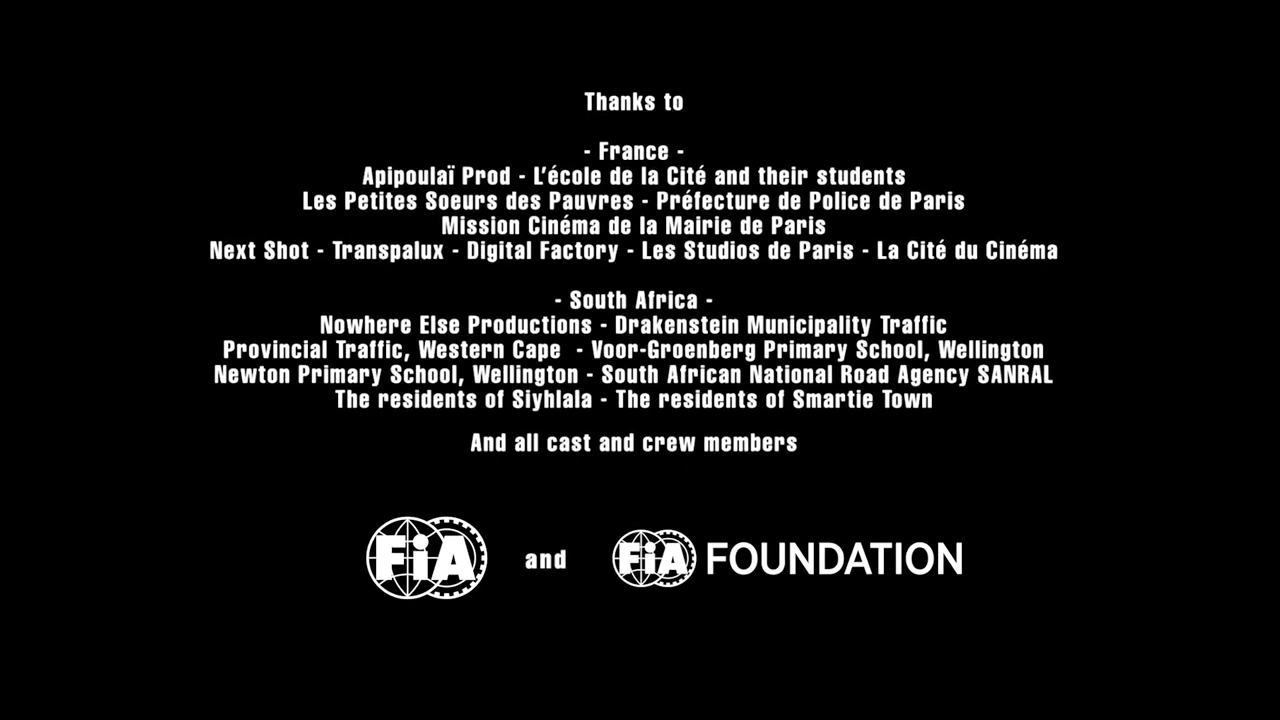 Thanks to
- France -
Apipoulaï Prod - L'école de la Cité and their students
Les Petites Soeurs des Pauvres - Préfecture de Police de Paris
Mission Cinéma de la Mairie de Paris
Next Shot - Transpalux - Digital Factory - Les Studios de Paris - La Cité du Cinéma
- South Africa -
Nowhere Else Productions - Drakenstein Municipality Traffic
Provincial Traffic, Western Cape - Voor-Groenberg Primary School, Wellington
Newton Primary School, Wellington - South African National Road Agency SANRAL
The residents of Siyhlala - The residents of Smartie Town
And all cast and crew members
FiA and FiA FOUNDATION